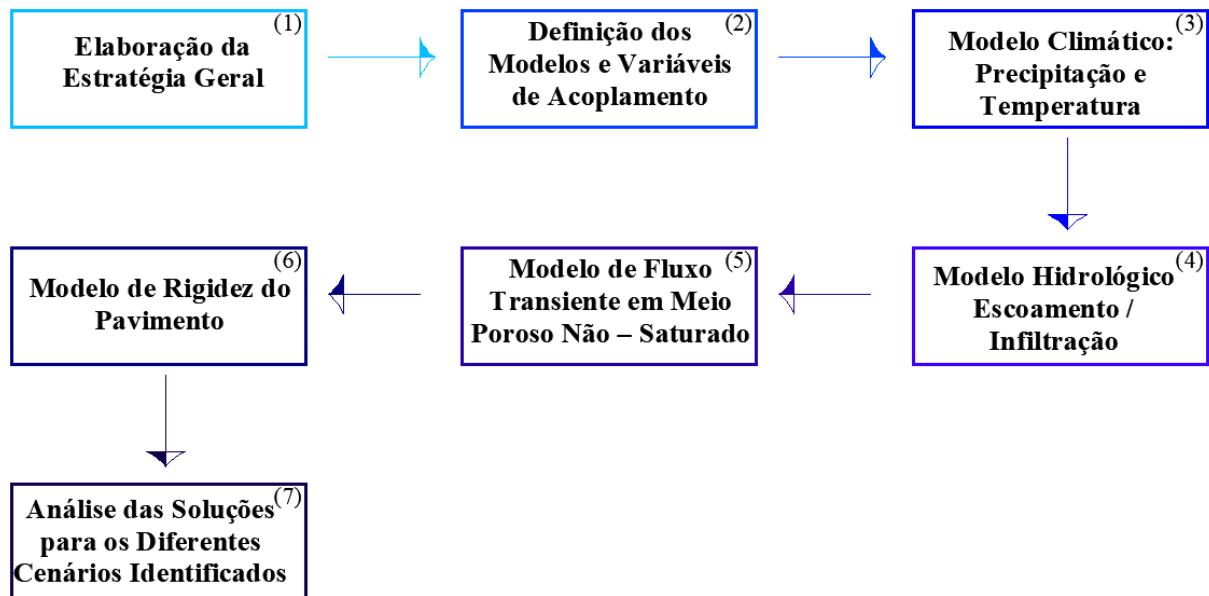 (1)
Elaboração da
Estratégia Geral
(2)
Definição dos
Modelos e Variáveis
de Acoplamento
(3)
Modelo Climático:
Precipitação e
Temperatura
(4)
Modelo Hidrológico
Escoamento /
Infiltração
(5)
Modelo de Fluxo
Transiente em Meio
Poroso Não – Saturado
(6)
Modelo de Rigidez do
Pavimento
(7)
Análise das Soluções
para os Diferentes
Cenários Identificados